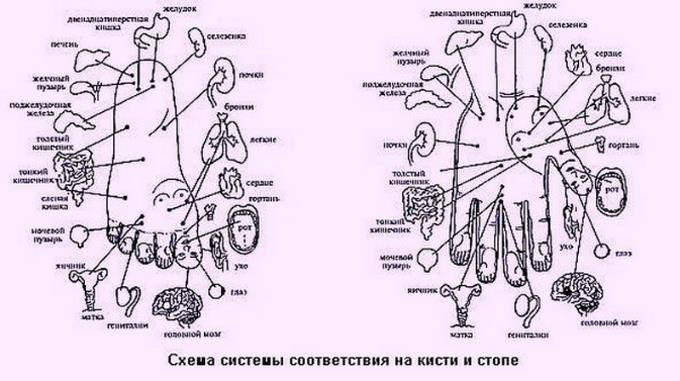 двенадцатиперстная
кишка
желудок
селезенка
печень
желчный
пузырь
почки
поджелудочная
железа
бронхи
толстый
кишечник
легкие
тонкий
кишечник
сердце
слепая
кишка
гортань
рот
мочевой
пузырь
ухо
яичник
глаз
матка
гениталии
головной мозг
двенадцатиперстная
кишка
желудок
селезенка
печень
желчный
пузырь
сердце
бронхи
поджелудочная
железа
легкие
почки
гортань
толстый
кишечник
рот
тонкий
кишечник
ухо
мочевой
пузырь
глаз
яичник
матка
гениталии
головной мозг
Схема системы соответствия на кисти и стопе